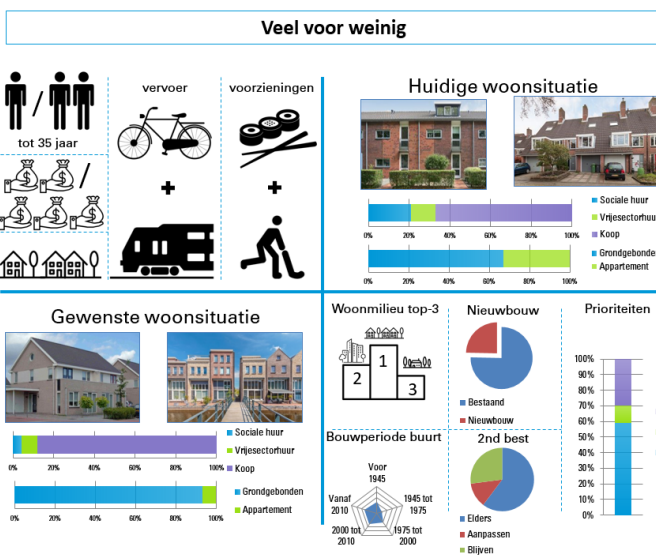 Veel voor weinig
tot 35 jaar
vervoer
voorzieningen
Huidige woonsituatie
Sociale huur
Vrijesectorhuu
Koop
0% 20% 40% 60% 80% 100%
Grondgebonden
Appartement
0% 20% 40% 60% 80% 100%
Gewenste woonsituatie
Sociale huur
Vrijesectorhuur
Koop
0% 20% 40% 60% 80% 100%
Grondgebonden
Appartement
0% 20% 40% 60% 80% 100%
Woonmilieu top-3
1
2
3
Nieuwbouw
Bestaand
Nieuwbouw
Prioriteiten
100%
90%
80%
70%
60%
50%
40%
30%
20%
10%
0%
Bouwperiode buurt
Voor
1945
1945 tot
1975
1975 tot
2000
2000 tot
2010
Vanaf
2010
2nd best
Elders
Aanpassen
Blijven